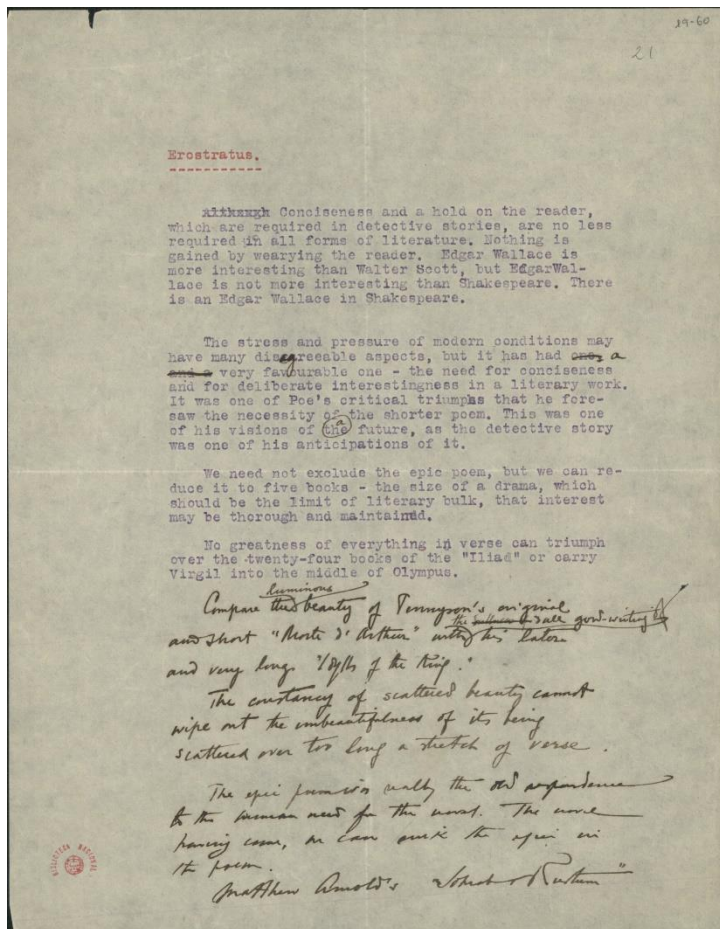 19-60
21
Erostratus.
Although Conciseness and a hold on the reader,
which are required in detective stories, are no less
required in all forms of literature. Nothing is
gained by wearying the reader. Edgar Wallace is
more interesting than Walter Scott, but EdgarWal-
lace is not more interesting than Shakespeare. There
is an Edgar Wallace in Shakespeare.
The stress and pressure of modern conditions may
have many disagreeable aspects, but it has had one, a
and a very favourable one - the need for conciseness
and for deliberate interestingness in a literary work.
It was one of Poe's critical triumphs that he fore-
saw the necessity of the shorter poem. This was one
a
of his visions of the future, as the detective story
was one of his anticipations of it.
We need not exclude the epic poem, but we can re-
duce it to five books - the size of a drama, which
should be the limit of literary bulk, that interest
may be thorough and maintained.
No greatness of everything in verse can triumph
over the twenty-four books of the "Iliad" or carry
Virgil into the middle of Olympus.
luminous
Compare the beauty of Tennyson's original
the dull good-writing of
and short "Morte d'Arthur" with his later
and very long "Idylls of the King."
The constancy of scattered beauty cannot
wipe out the unbeautifulness of its being
scattered over too long a stretch of verse.
The epic poem was really the old
to the human need for the novel. The novel
having come, we can the epic in
the poem.
Matthew Arnold's "Sohrab & Rustum"
BIBLIOTECA NACIONAL